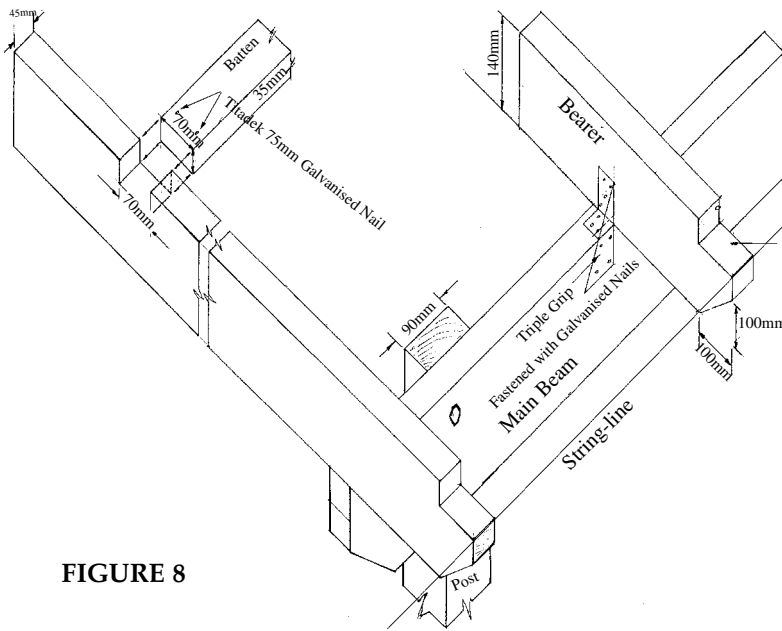 45mm
Batten
35mm
70mm
Titadek 75mm Galvanised Nail
70mm
140mm
Bearer
90mm
Triple Grip
Fastened with Galvanised Nails
Main Beam
String-line
100mm
100mm
Post
FIGURE 8